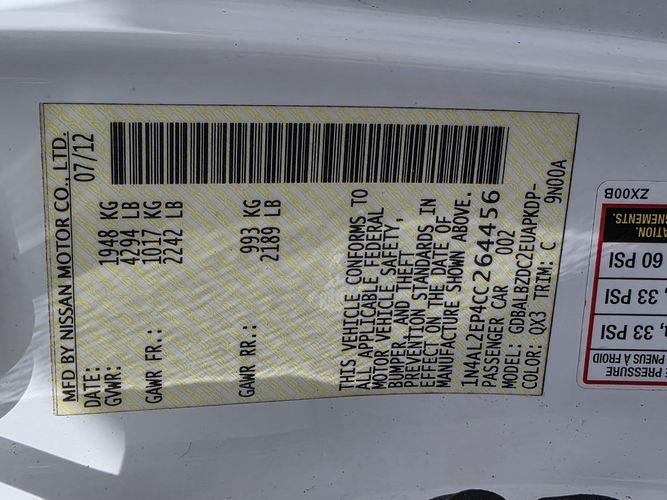 MFD BY NISSAN MOTOR CO., LTD.
DATE: 07/12
GVWR: 1948 KG
4294 LB
GAWR FR.: 1017 KG
2242 LB
GAWR RR.: 993 KG
2189 LB
THIS VEHICLE CONFORMS TO
ALL APPLICABLE FEDERAL
MOTOR VEHICLE SAFETY,
BUMPER, AND THEFT
PREVENTION STANDARDS IN
EFFECT ON THE DATE OF
MANUFACTURE SHOWN ABOVE.
1N4AL2EP4CC264456
PASSENGER CAR 002
MODEL: GDBALBZDC2EUAPKDP-
COLOR: QX3 TRIM: C 9N00A
PRESSURE
PNEUS À FROID
33 PSI
33 PSI
60 PSI
GNEMENTS.
ZX00B